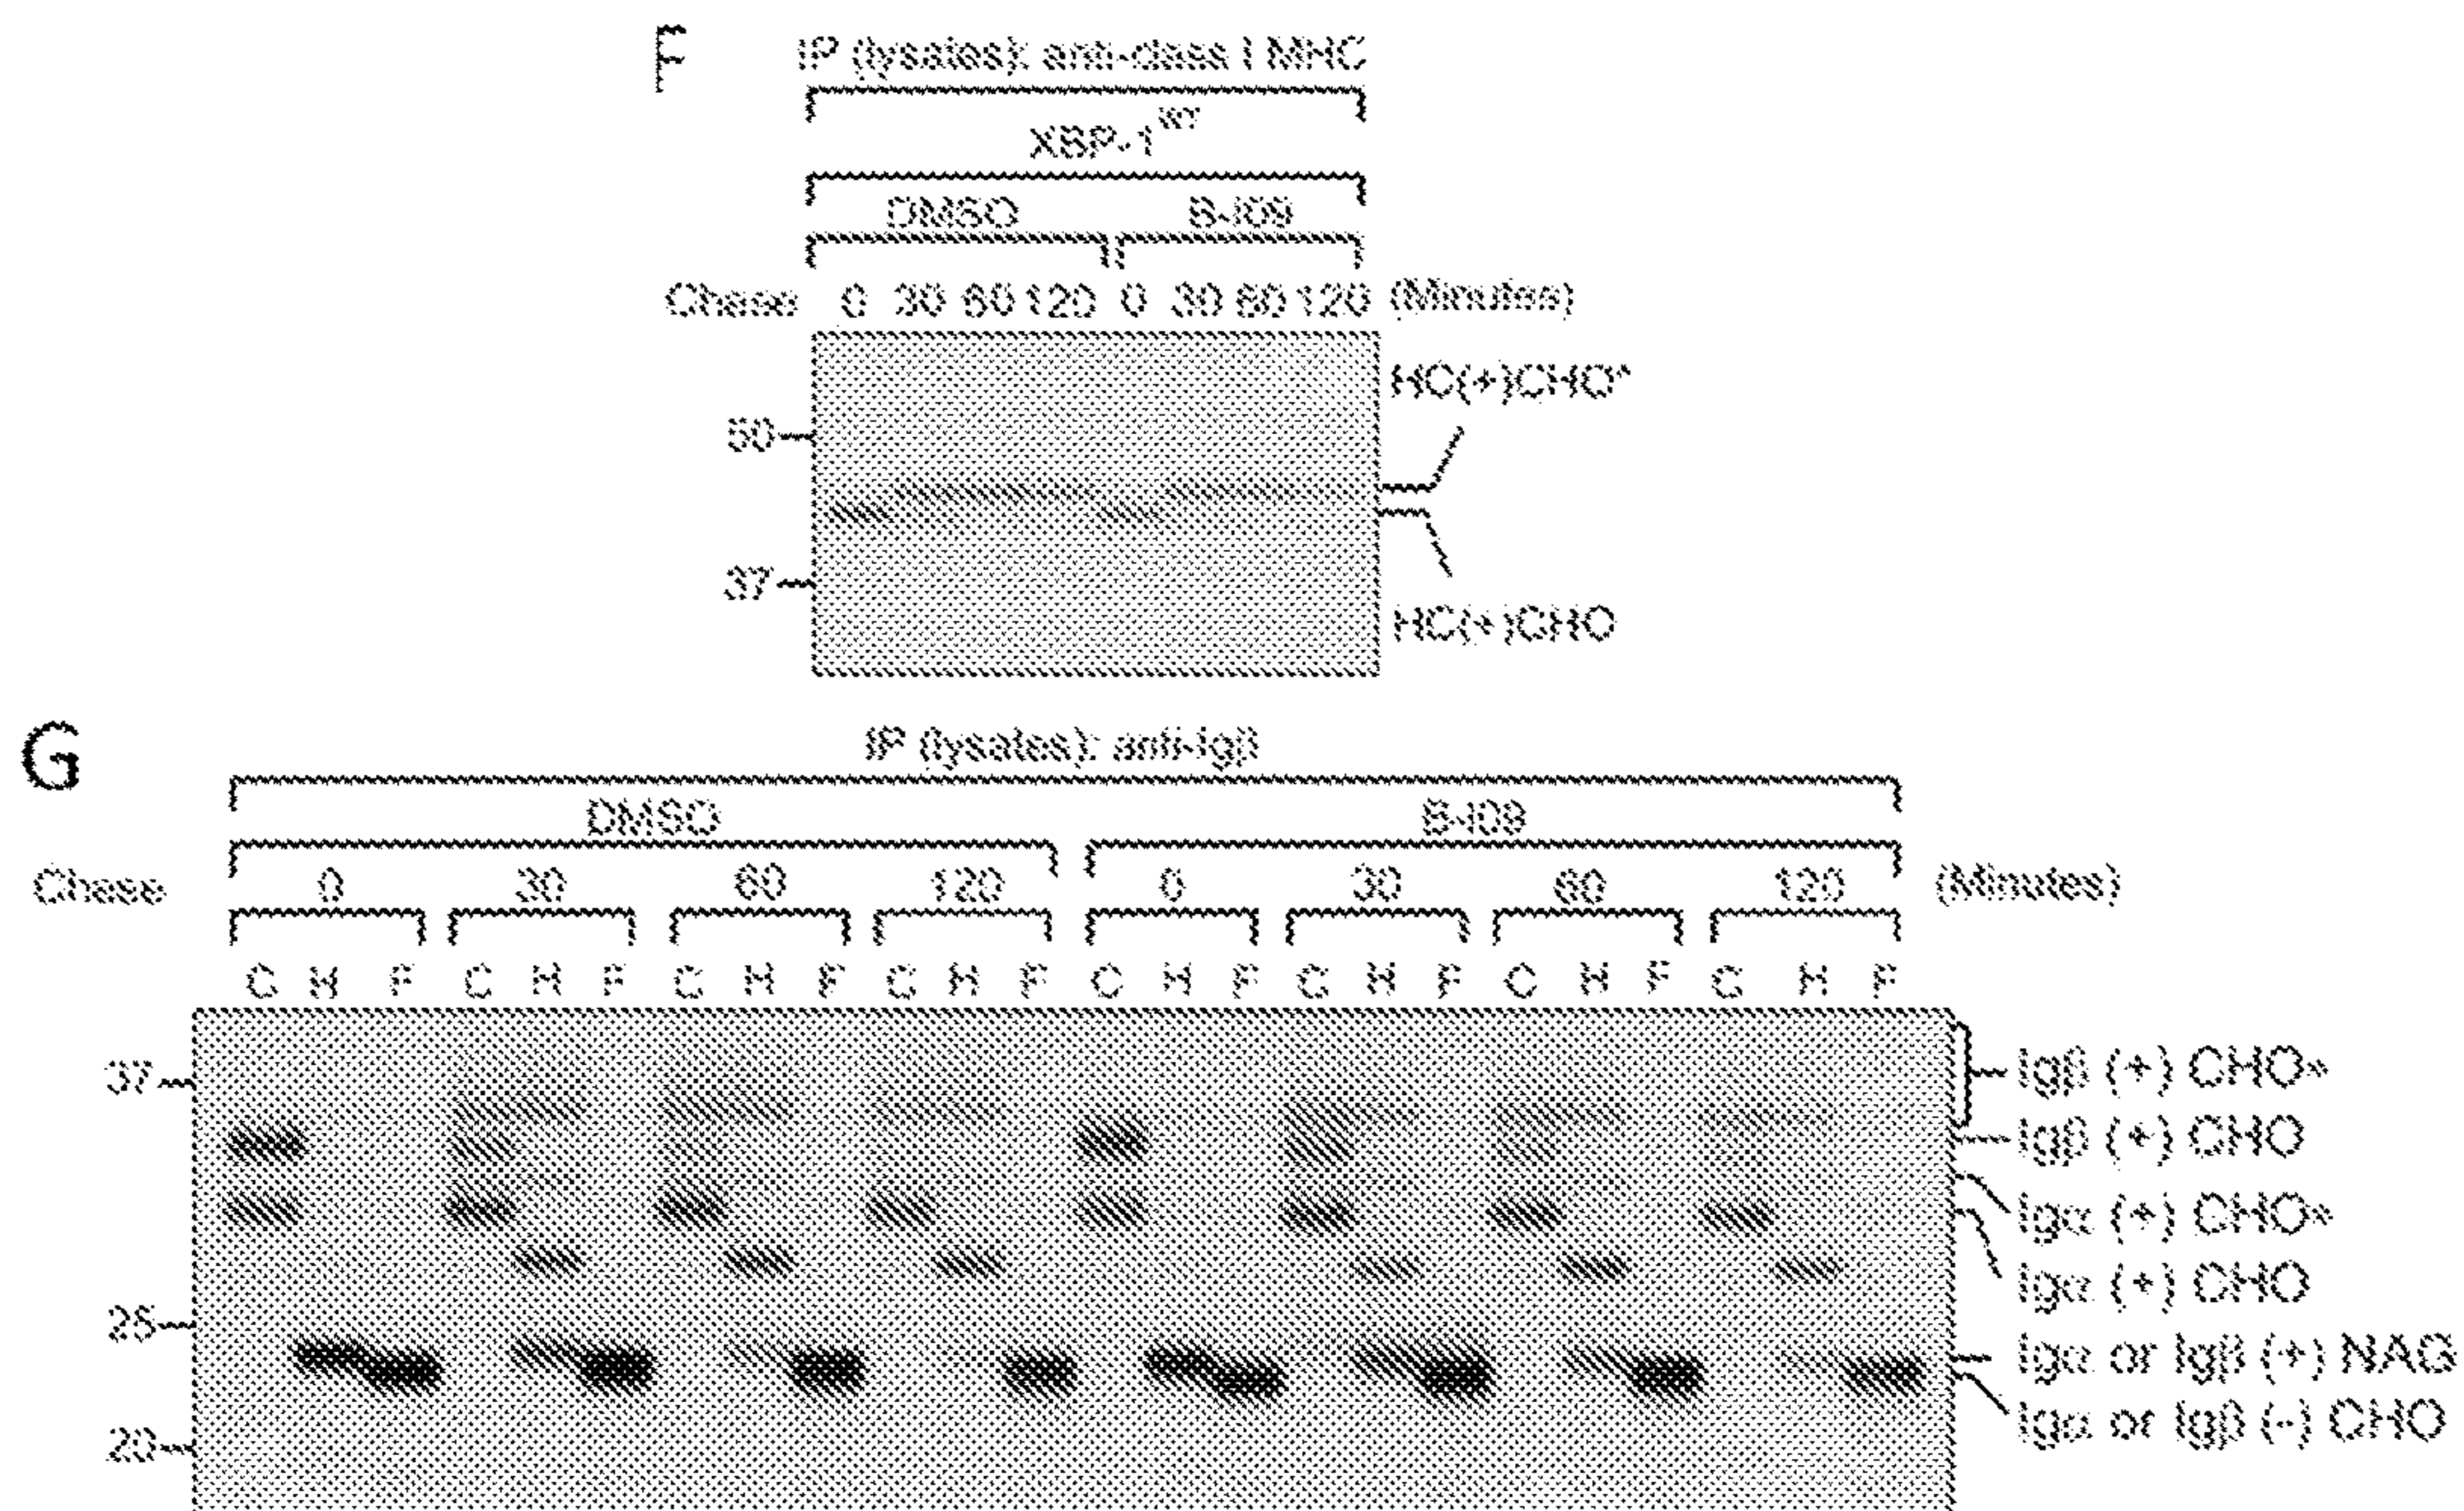 F
IP (lysates): anti-class I MHC
XBP-1WT
DMSO B-I09
Chase 0 30 60 120 0 30 60 120 (Minutes)
HC(+)CHO*
50
37
HC(+)CHO
G
IP (lysates): anti-Igβ
DMSO B-I09
Chase 0 30 60 120 0 30 60 120 (Minutes)
C H F C H F C H F C H F C H F C H F C H F C H F
37
Igβ (+) CHO*
Igβ (+) CHO
Igα (+) CHO*
Igα (+) CHO
25
Igα or Igβ (+) NAG
Igα or Igβ (-) CHO
20